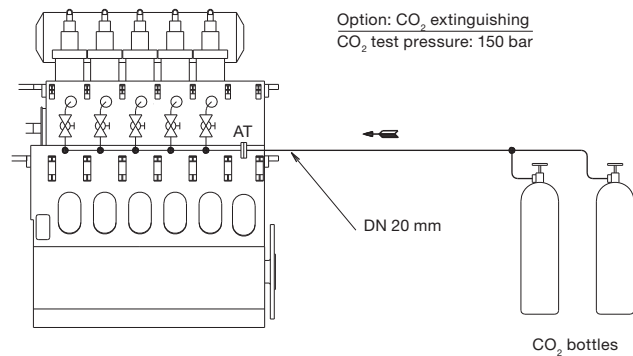 Option: CO₂ extinguishing
CO₂ test pressure: 150 bar
AT
DN 20 mm
CO₂ bottles